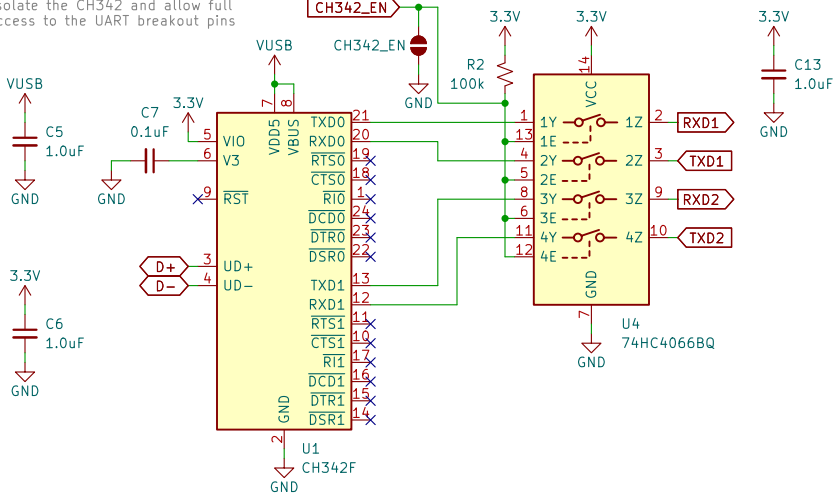 solate the CH342 and allow full
ccess to the UART breakout pins
CH342_EN
3.3V
3.3V
3.3V
VUSB
CH342_EN
R2
100k
14
VCC
C13
1.0uF
GND
GND
VUSB
C5
1.0uF
GND
3.3V
C7
0.1uF
GND
7
8
VDD5
VBUS
5
VIO
6
V3
9
RST
D+
3
UD+
D-
4
UD-
TXD0
21
RXD0
20
RTS0
19
CTS0
18
RI0
1
DCD0
24
DTR0
23
DSR0
22
TXD1
13
RXD1
12
RTS1
11
CTS1
10
RI1
17
DCD1
16
DTR1
15
DSR1
14
GND
2
GND
U1
CH342F
1
1Y
1Z
2
RXD1
13
1E
4
2Y
2Z
3
TXD1
5
2E
8
3Y
3Z
9
RXD2
6
3E
11
4Y
4Z
10
TXD2
12
4E
GND
7
GND
U4
74HC4066BQ
3.3V
C6
1.0uF
GND